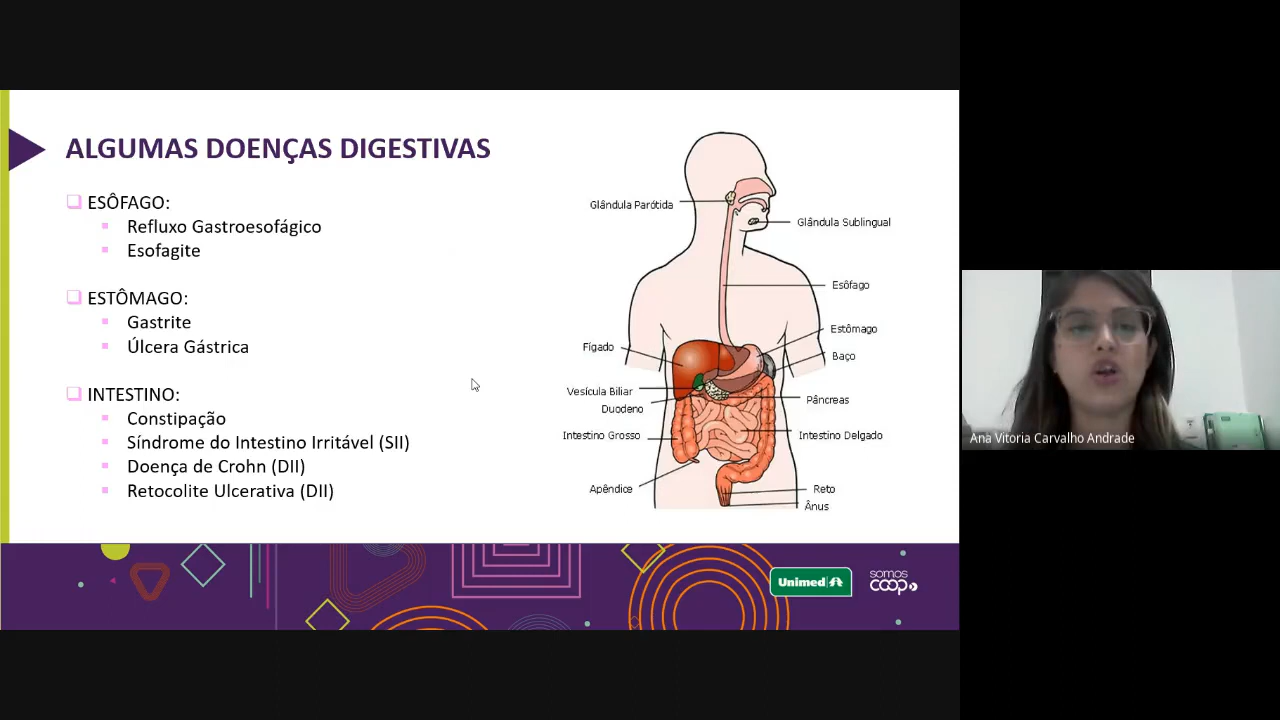 ALGUMAS DOENÇAS DIGESTIVAS
ESÔFAGO:
Refluxo Gastroesofágico
Esofagite
ESTÔMAGO:
Gastrite
Úlcera Gástrica
INTESTINO:
Constipação
Síndrome do Intestino Irritável (SII)
Doença de Crohn (DII)
Retocolite Ulcerativa (DII)
Glândula Parótida
Glândula Sublingual
Esôfago
Estômago
Fígado
Baço
Vesícula Biliar
Pâncreas
Duodeno
Intestino Grosso
Intestino Delgado
Apêndice
Reto
Ânus
Unimed
somos
coop
Ana Vitoria Carvalho Andrade